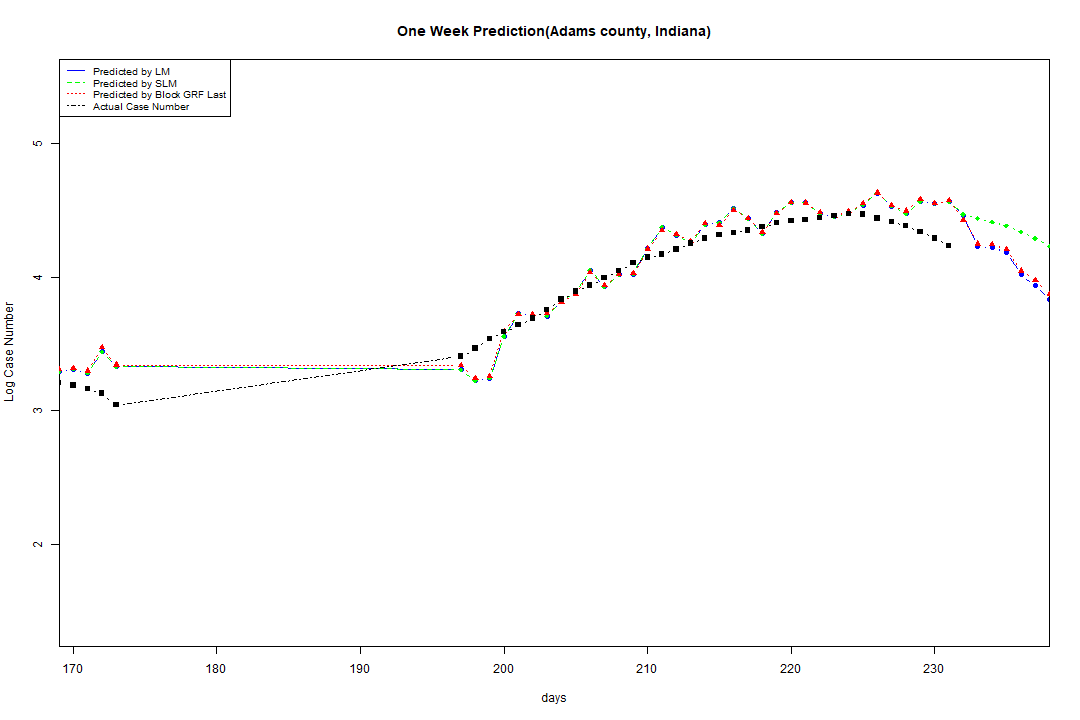 One Week Prediction(Adams county, Indiana)
Predicted by LM
Predicted by SLM
Predicted by Block GRF Last
Actual Case Number
5
4
3
2
Log Case Number
170 180 190 200 210 220 230
days